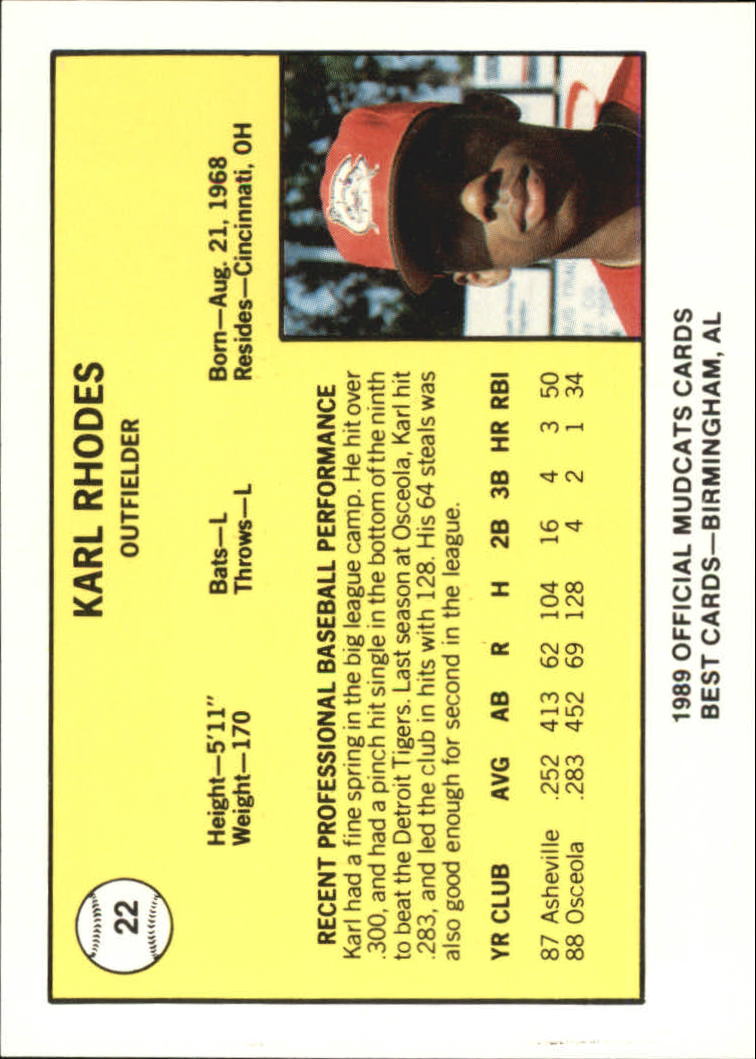 22
KARL RHODES
OUTFIELDER
Height—5'11" Bats—L Born—Aug. 21, 1968
Weight—170 Throws—L Resides—Cincinnati, OH
RECENT PROFESSIONAL BASEBALL PERFORMANCE
Karl had a fine spring in the big league camp. He hit over
.300, and had a pinch hit single in the bottom of the ninth
to beat the Detroit Tigers. Last season at Osceola, Karl hit
.283, and led the club in hits with 128. His 64 steals was
also good enough for second in the league.
YR CLUB AVG AB R H 2B 3B HR RBI
87 Asheville .252 413 62 104 16 4 3 50
88 Osceola .283 452 69 128 4 2 1 34
1989 OFFICIAL MUDCATS CARDS
BEST CARDS—BIRMINGHAM, AL